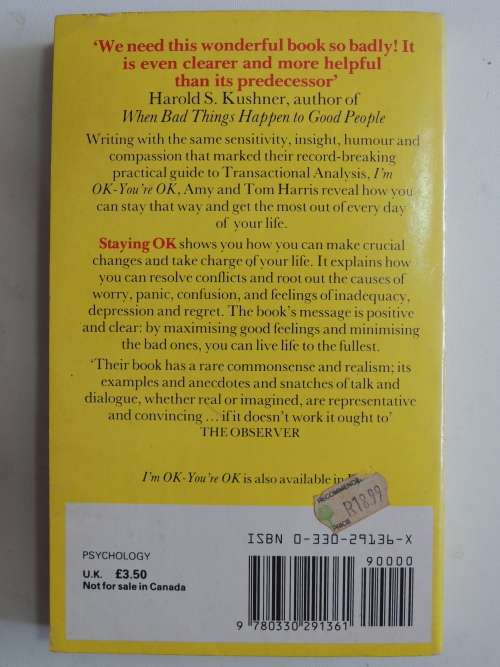 ‘We need this wonderful book so badly! It
is even clearer and more helpful
than its predecessor’
Harold S. Kushner, author of
When Bad Things Happen to Good People
Writing with the same sensitivity, insight, humour and
compassion that marked their record-breaking
practical guide to Transactional Analysis, I'm
OK-You're OK, Amy and Tom Harris reveal how you
can stay that way and get the most out of every day
of your life.
Staying OK shows you how you can make crucial
changes and take charge of your life. It explains how
you can resolve conflicts and root out the causes of
worry, panic, confusion, and feelings of inadequacy,
depression and regret. The book's message is positive
and clear: by maximising good feelings and minimising
the bad ones, you can live life to the fullest.
‘Their book has a rare commonsense and realism; its
examples and anecdotes and snatches of talk and
dialogue, whether real or imagined, are representative
and convincing ... if it doesn't work it ought to’
THE OBSERVER
I'm OK-You're OK is also available in
R18.99
PRICE
ISBN 0-330-29136-X
PSYCHOLOGY
U.K. £3.50
Not for sale in Canada
90000
9 780330 291361